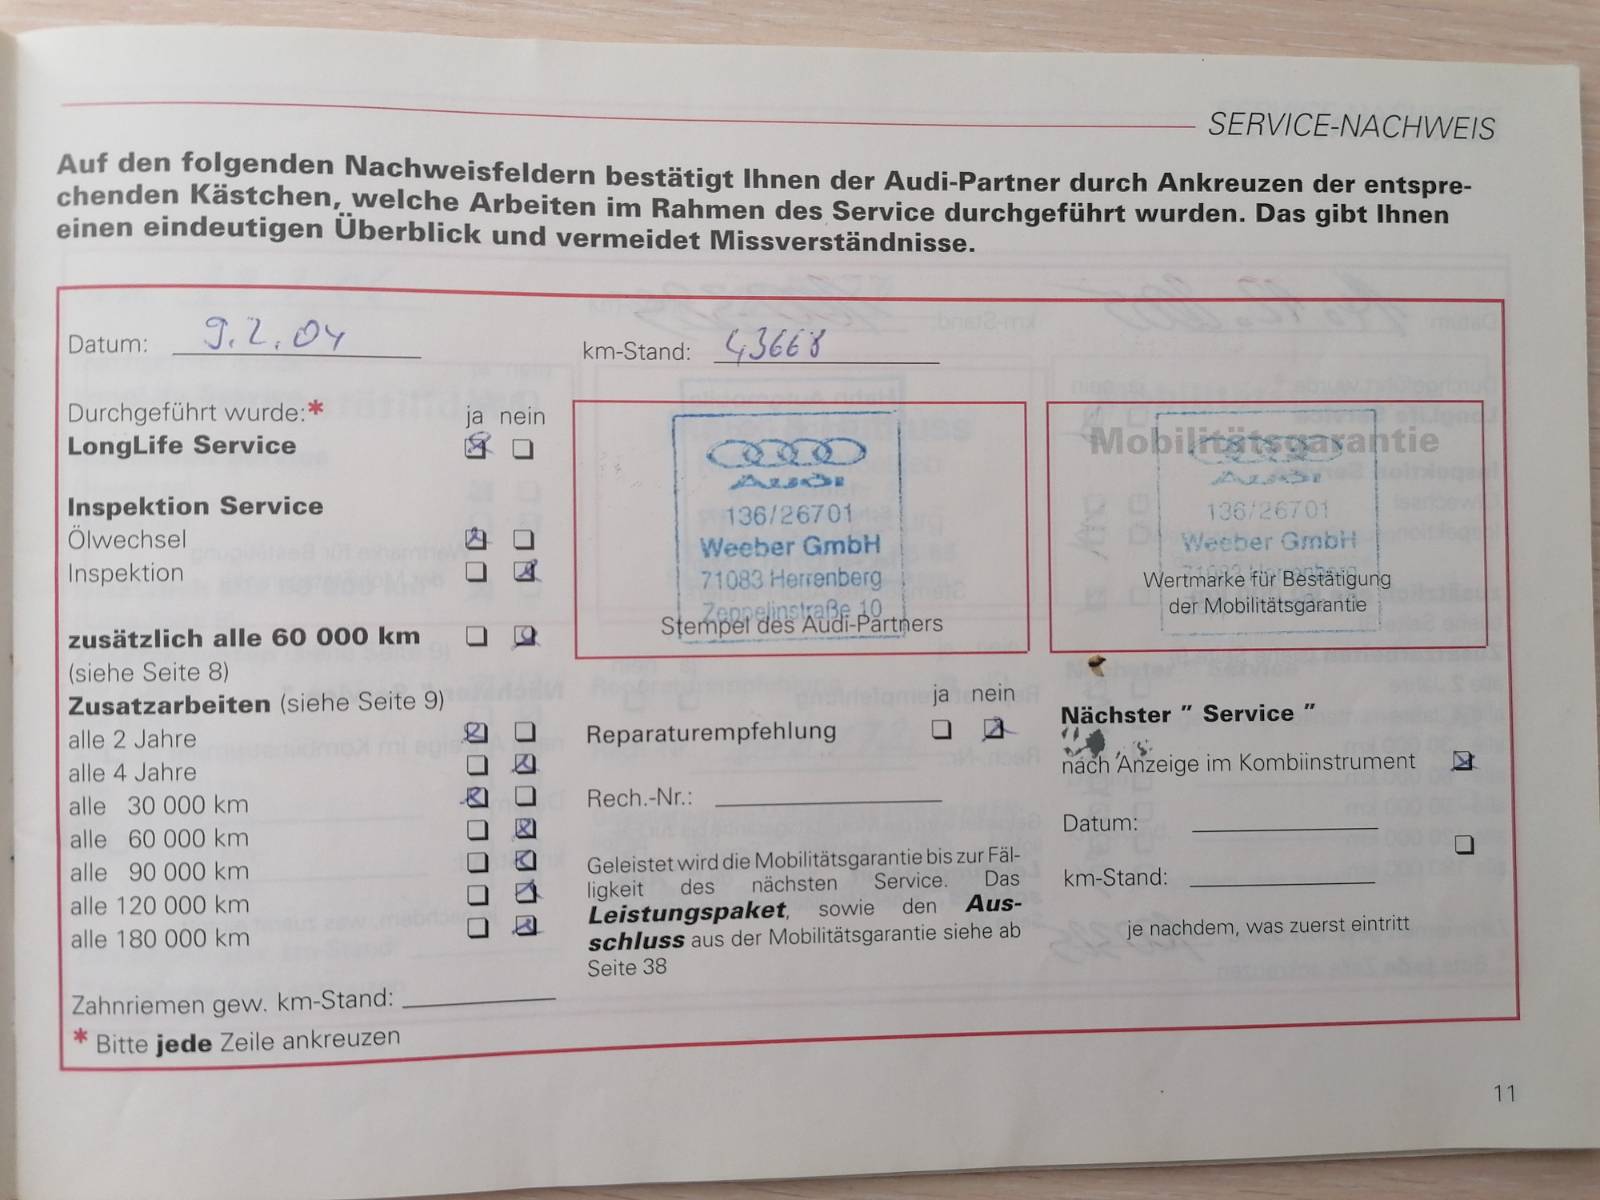 SERVICE-NACHWEIS
Auf den folgenden Nachweisfeldern bestätigt Ihnen der Audi-Partner durch Ankreuzen der entspre-
chenden Kästchen, welche Arbeiten im Rahmen des Service durchgeführt wurden. Das gibt Ihnen
einen eindeutigen Überblick und vermeidet Missverständnisse.
Datum: 9.2.04
km-Stand: 43668
Durchgeführt wurde:* ja nein
LongLife Service
Inspektion Service
Ölwechsel
Inspektion
zusätzlich alle 60 000 km
(siehe Seite 8)
Zusatzarbeiten (siehe Seite 9)
alle 2 Jahre
alle 4 Jahre
alle 30 000 km
alle 60 000 km
alle 90 000 km
alle 120 000 km
alle 180 000 km
Zahnriemen gew. km-Stand:
* Bitte jede Zeile ankreuzen
Audi
136/26701
Weeber GmbH
71083 Herrenberg
Zeppelinstraße 10
Stempel des Audi-Partners
ja nein
Reparaturempfehlung
Rech.-Nr.:
Geleistet wird die Mobilitätsgarantie bis zur Fäl-
ligkeit des nächsten Service. Das
Leistungspaket, sowie den Aus-
schluss aus der Mobilitätsgarantie siehe ab
Seite 38
Mobilitätsgarantie
Audi
136/26701
Weeber GmbH
71083 Herrenberg
Wertmarke für Bestätigung
der Mobilitätsgarantie
Nächster " Service "
nach Anzeige im Kombiinstrument
Datum:
km-Stand:
je nachdem, was zuerst eintritt
11